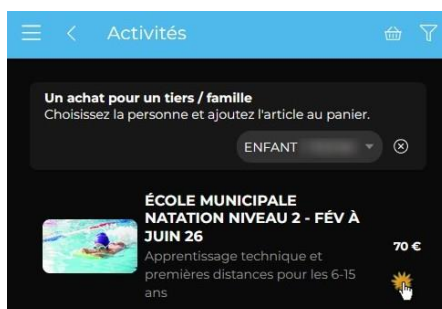 Activités
Un achat pour un tiers / famille
Choisissez la personne et ajoutez l'article au panier.
ENFANT
ÉCOLE MUNICIPALE
NATATION NIVEAU 2 - FÉV À
JUIN 26
70 €
Apprentissage technique et
premières distances pour les 6-15
ans